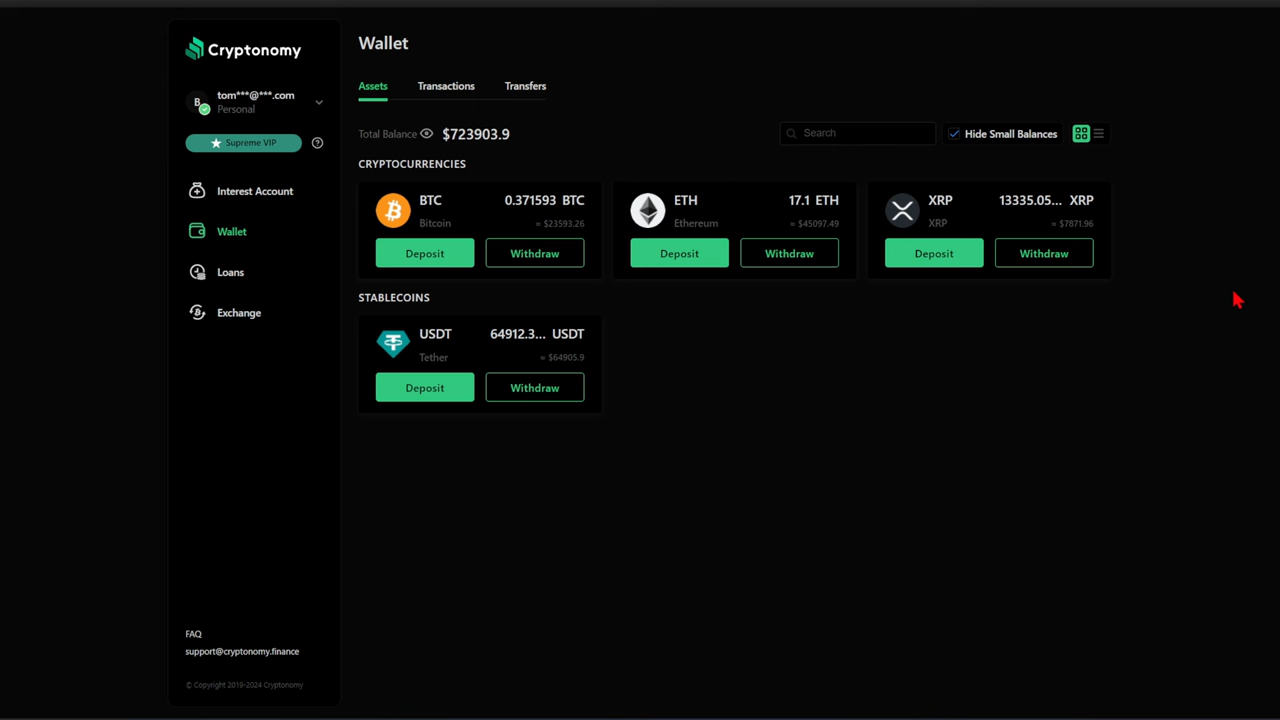 Cryptonomy
B
tom***@***.com
Personal
Supreme VIP
Interest Account
Wallet
Loans
Exchange
FAQ
support@cryptonomy.finance
© Copyright 2019-2024 Cryptonomy
Wallet
Assets Transactions Transfers
Total Balance $723903.9
Search
Hide Small Balances
CRYPTOCURRENCIES
BTC 0.371593 BTC
Bitcoin ≈ $23593.26
Deposit Withdraw
ETH 17.1 ETH
Ethereum ≈ $45097.49
Deposit Withdraw
XRP 13335.05... XRP
XRP ≈ $7871.96
Deposit Withdraw
STABLECOINS
USDT 64912.3... USDT
Tether ≈ $64905.9
Deposit Withdraw